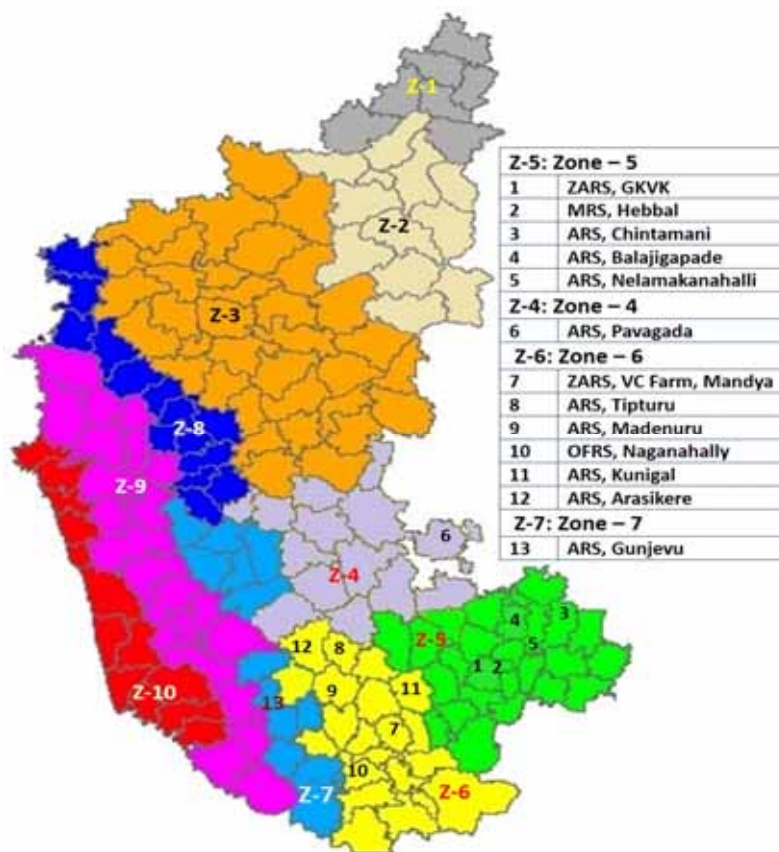 Z-1
Z-2
Z-3
Z-8
Z-9
Z-10
Z-4
6
Z-5
4
3
5
1 2
12
8
9
11
13
7
10
Z-7
Z-6
Z-5: Zone – 5
1 ZARS, GKVK
2 MRS, Hebbal
3 ARS, Chintamani
4 ARS, Balajigapade
5 ARS, Nelamakanahalli
Z-4: Zone – 4
6 ARS, Pavagada
Z-6: Zone – 6
7 ZARS, VC Farm, Mandya
8 ARS, Tipturu
9 ARS, Madenuru
10 OFRS, Naganahally
11 ARS, Kunigal
12 ARS, Arasikere
Z-7: Zone – 7
13 ARS, Gunjevu